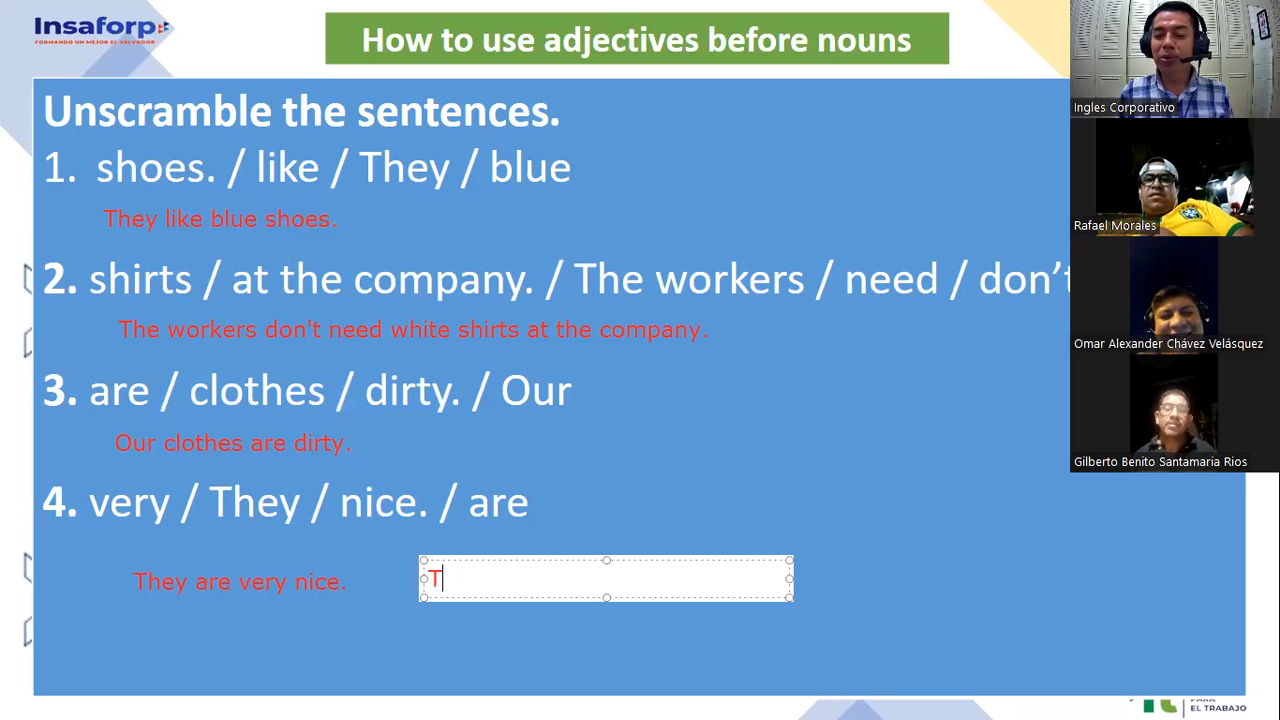 Insaforp
FORMANDO UN MEJOR EL SALVADOR
How to use adjectives before nouns
Unscramble the sentences.
1. shoes. / like / They / blue
They like blue shoes.
2. shirts / at the company. / The workers / need / don’t
The workers don't need white shirts at the company.
3. are / clothes / dirty. / Our
Our clothes are dirty.
4. very / They / nice. / are
They are very nice.
T
Ingles Corporativo
Rafael Morales
Omar Alexander Chávez Velásquez
Gilberto Benito Santamaria Rios
EL TRABAJO